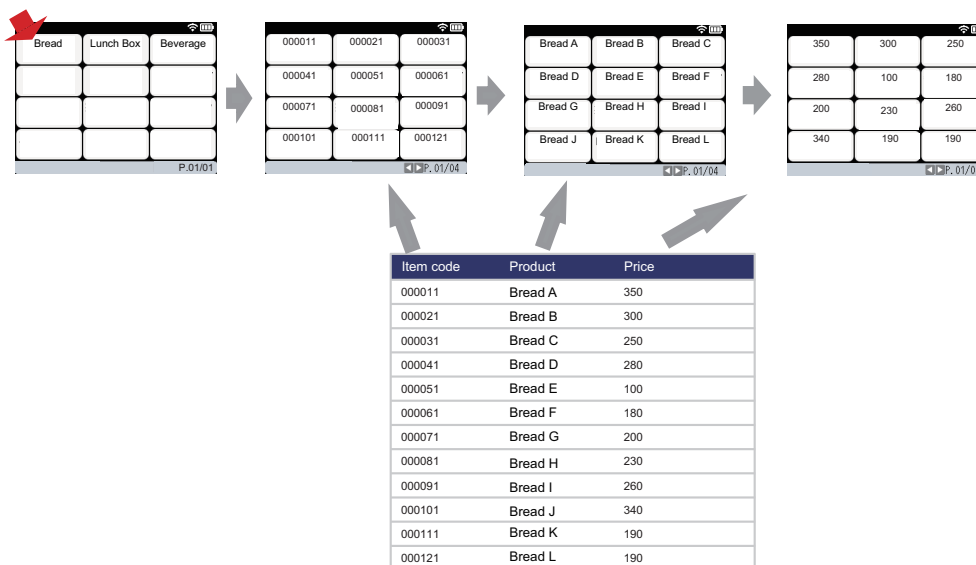 Bread Lunch Box Beverage
P.01/01
000011 000021 000031
000041 000051 000061
000071 000081 000091
000101 000111 000121
P. 01/04
Bread A Bread B Bread C
Bread D Bread E Bread F
Bread G Bread H Bread I
Bread J Bread K Bread L
P. 01/04
350 300 250
280 100 180
200 230 260
340 190 190
Item code Product Price
000011 Bread A 350
000021 Bread B 300
000031 Bread C 250
000041 Bread D 280
000051 Bread E 100
000061 Bread F 180
000071 Bread G 200
000081 Bread H 230
000091 Bread I 260
000101 Bread J 340
000111 Bread K 190
000121 Bread L 190